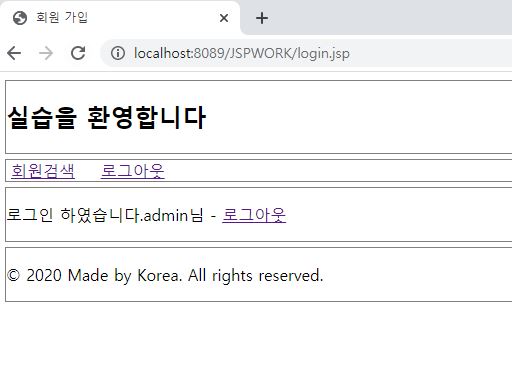 회원 가입
localhost:8089/JSPWORK/login.jsp
실습을 환영합니다
회원검색 로그아웃
로그인 하였습니다.admin님 - 로그아웃
© 2020 Made by Korea. All rights reserved.